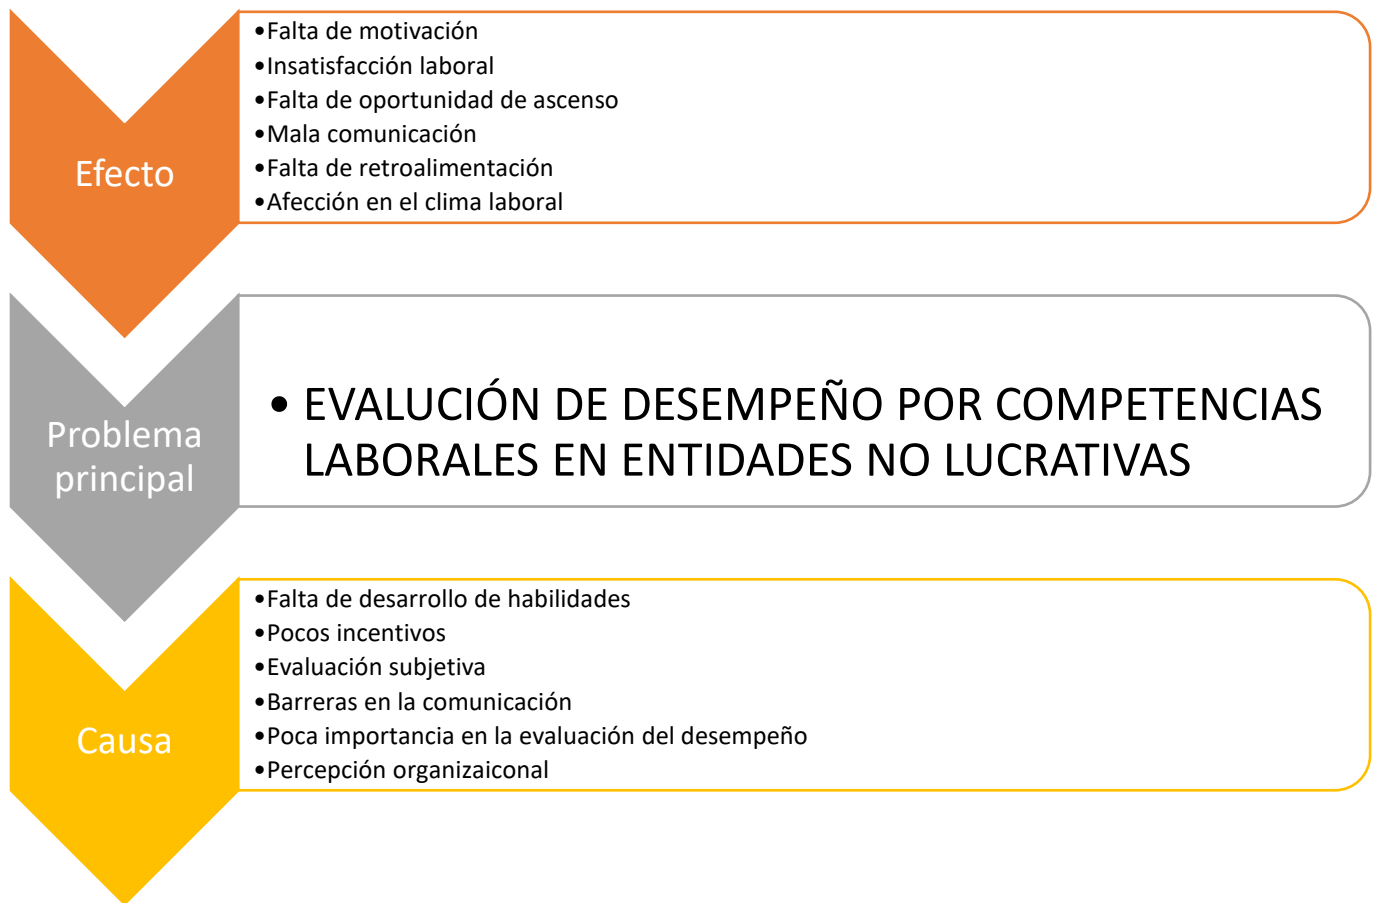 Efecto
•Falta de motivación
•Insatisfacción laboral
•Falta de oportunidad de ascenso
•Mala comunicación
•Falta de retroalimentación
•Afección en el clima laboral
Problema
principal
• EVALUCIÓN DE DESEMPEÑO POR COMPETENCIAS
LABORALES EN ENTIDADES NO LUCRATIVAS
Causa
•Falta de desarrollo de habilidades
•Pocos incentivos
•Evaluación subjetiva
•Barreras en la comunicación
•Poca importancia en la evaluación del desempeño
•Percepción organizaiconal